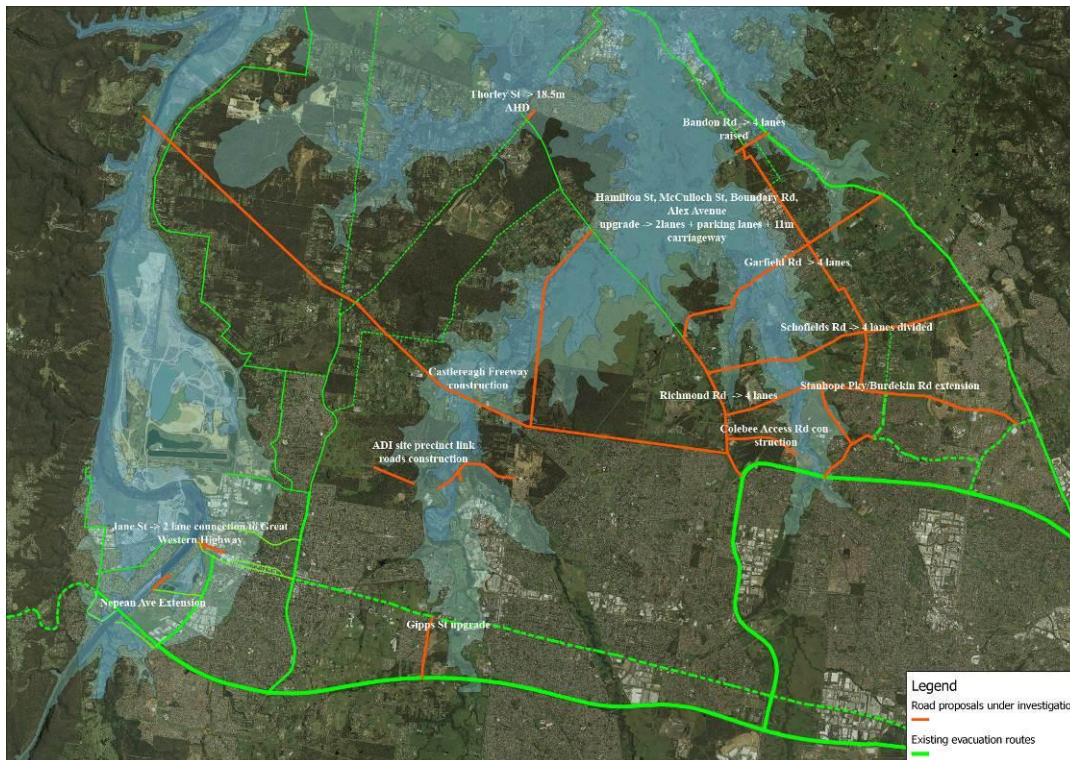 Thorley St -> 18.5m
AHD
Bandon Rd -> 4 lanes
raised
Hamilton St, McCulloch St, Boundary Rd,
Alex Avenue
upgrade -> 2lanes + parking lanes + 11m
carriageway
Garfield Rd -> 4 lanes
Schofields Rd -> 4 lanes divided
Castlereagh Freeway
construction
Richmond Rd -> 4 lanes
Stanhope Pky/Burdekin Rd extension
Colebee Access Rd con-
struction
ADI site precinct link
roads construction
Jane St -> 2 lane connection to Great
Western Highway
Nepean Ave Extension
Gipps St upgrade
Legend
Road proposals under investigatio
Existing evacuation routes